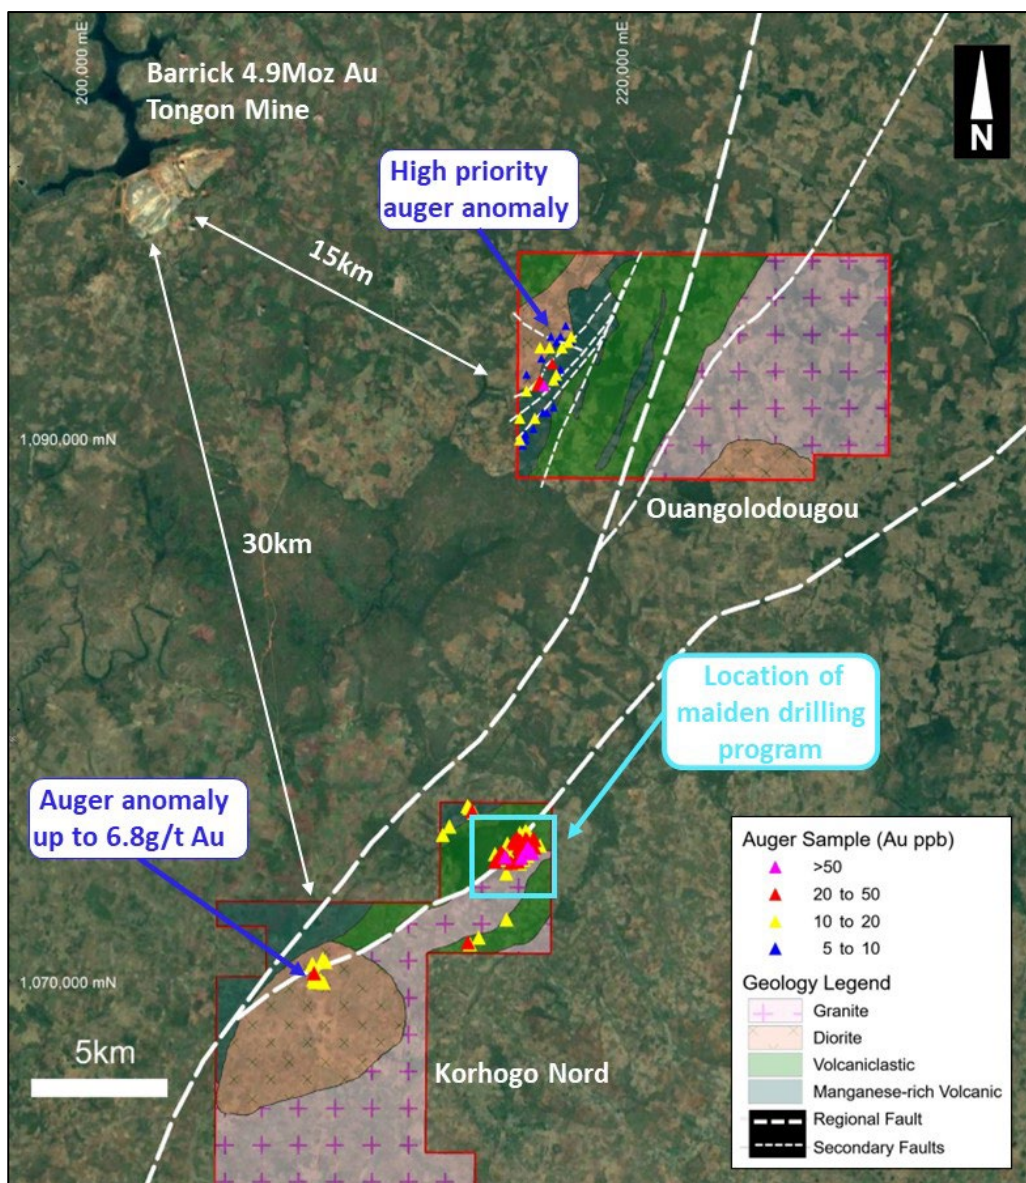 200,000 mE
220,000 mE
Barrick 4.9Moz Au
Tongon Mine
N
High priority
auger anomaly
15km
1,090,000 mN
Ouangolodougou
30km
Location of
maiden drilling
program
Auger anomaly
up to 6.8g/t Au
1,070,000 mN
5km
Korhogo Nord
Auger Sample (Au ppb)
>50
20 to 50
10 to 20
5 to 10
Geology Legend
Granite
Diorite
Volcaniclastic
Manganese-rich Volcanic
Regional Fault
Secondary Faults